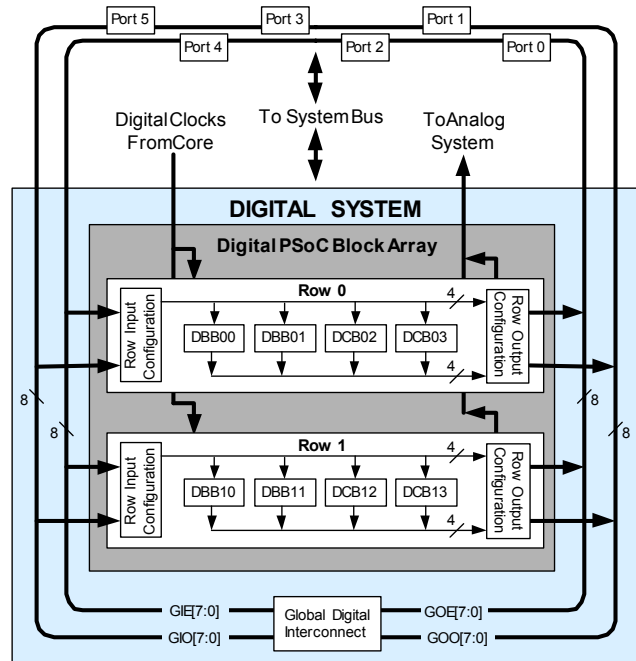 Port 5
Port 3
Port 1
Port 4
Port 2
Port 0
Digital Clocks
From Core
To System Bus
To Analog
System
DIGITAL SYSTEM
Digital PSoC Block Array
Row 0
4
Row Input
Configuration
DBB00
DBB01
DCB02
DCB03
Row Output
Configuration
4
8
8
8
8
Row 1
4
Row Input
Configuration
DBB10
DBB11
DCB12
DCB13
Row Output
Configuration
4
GIE[7:0]
GIO[7:0]
Global Digital
Interconnect
GOE[7:0]
GOO[7:0]